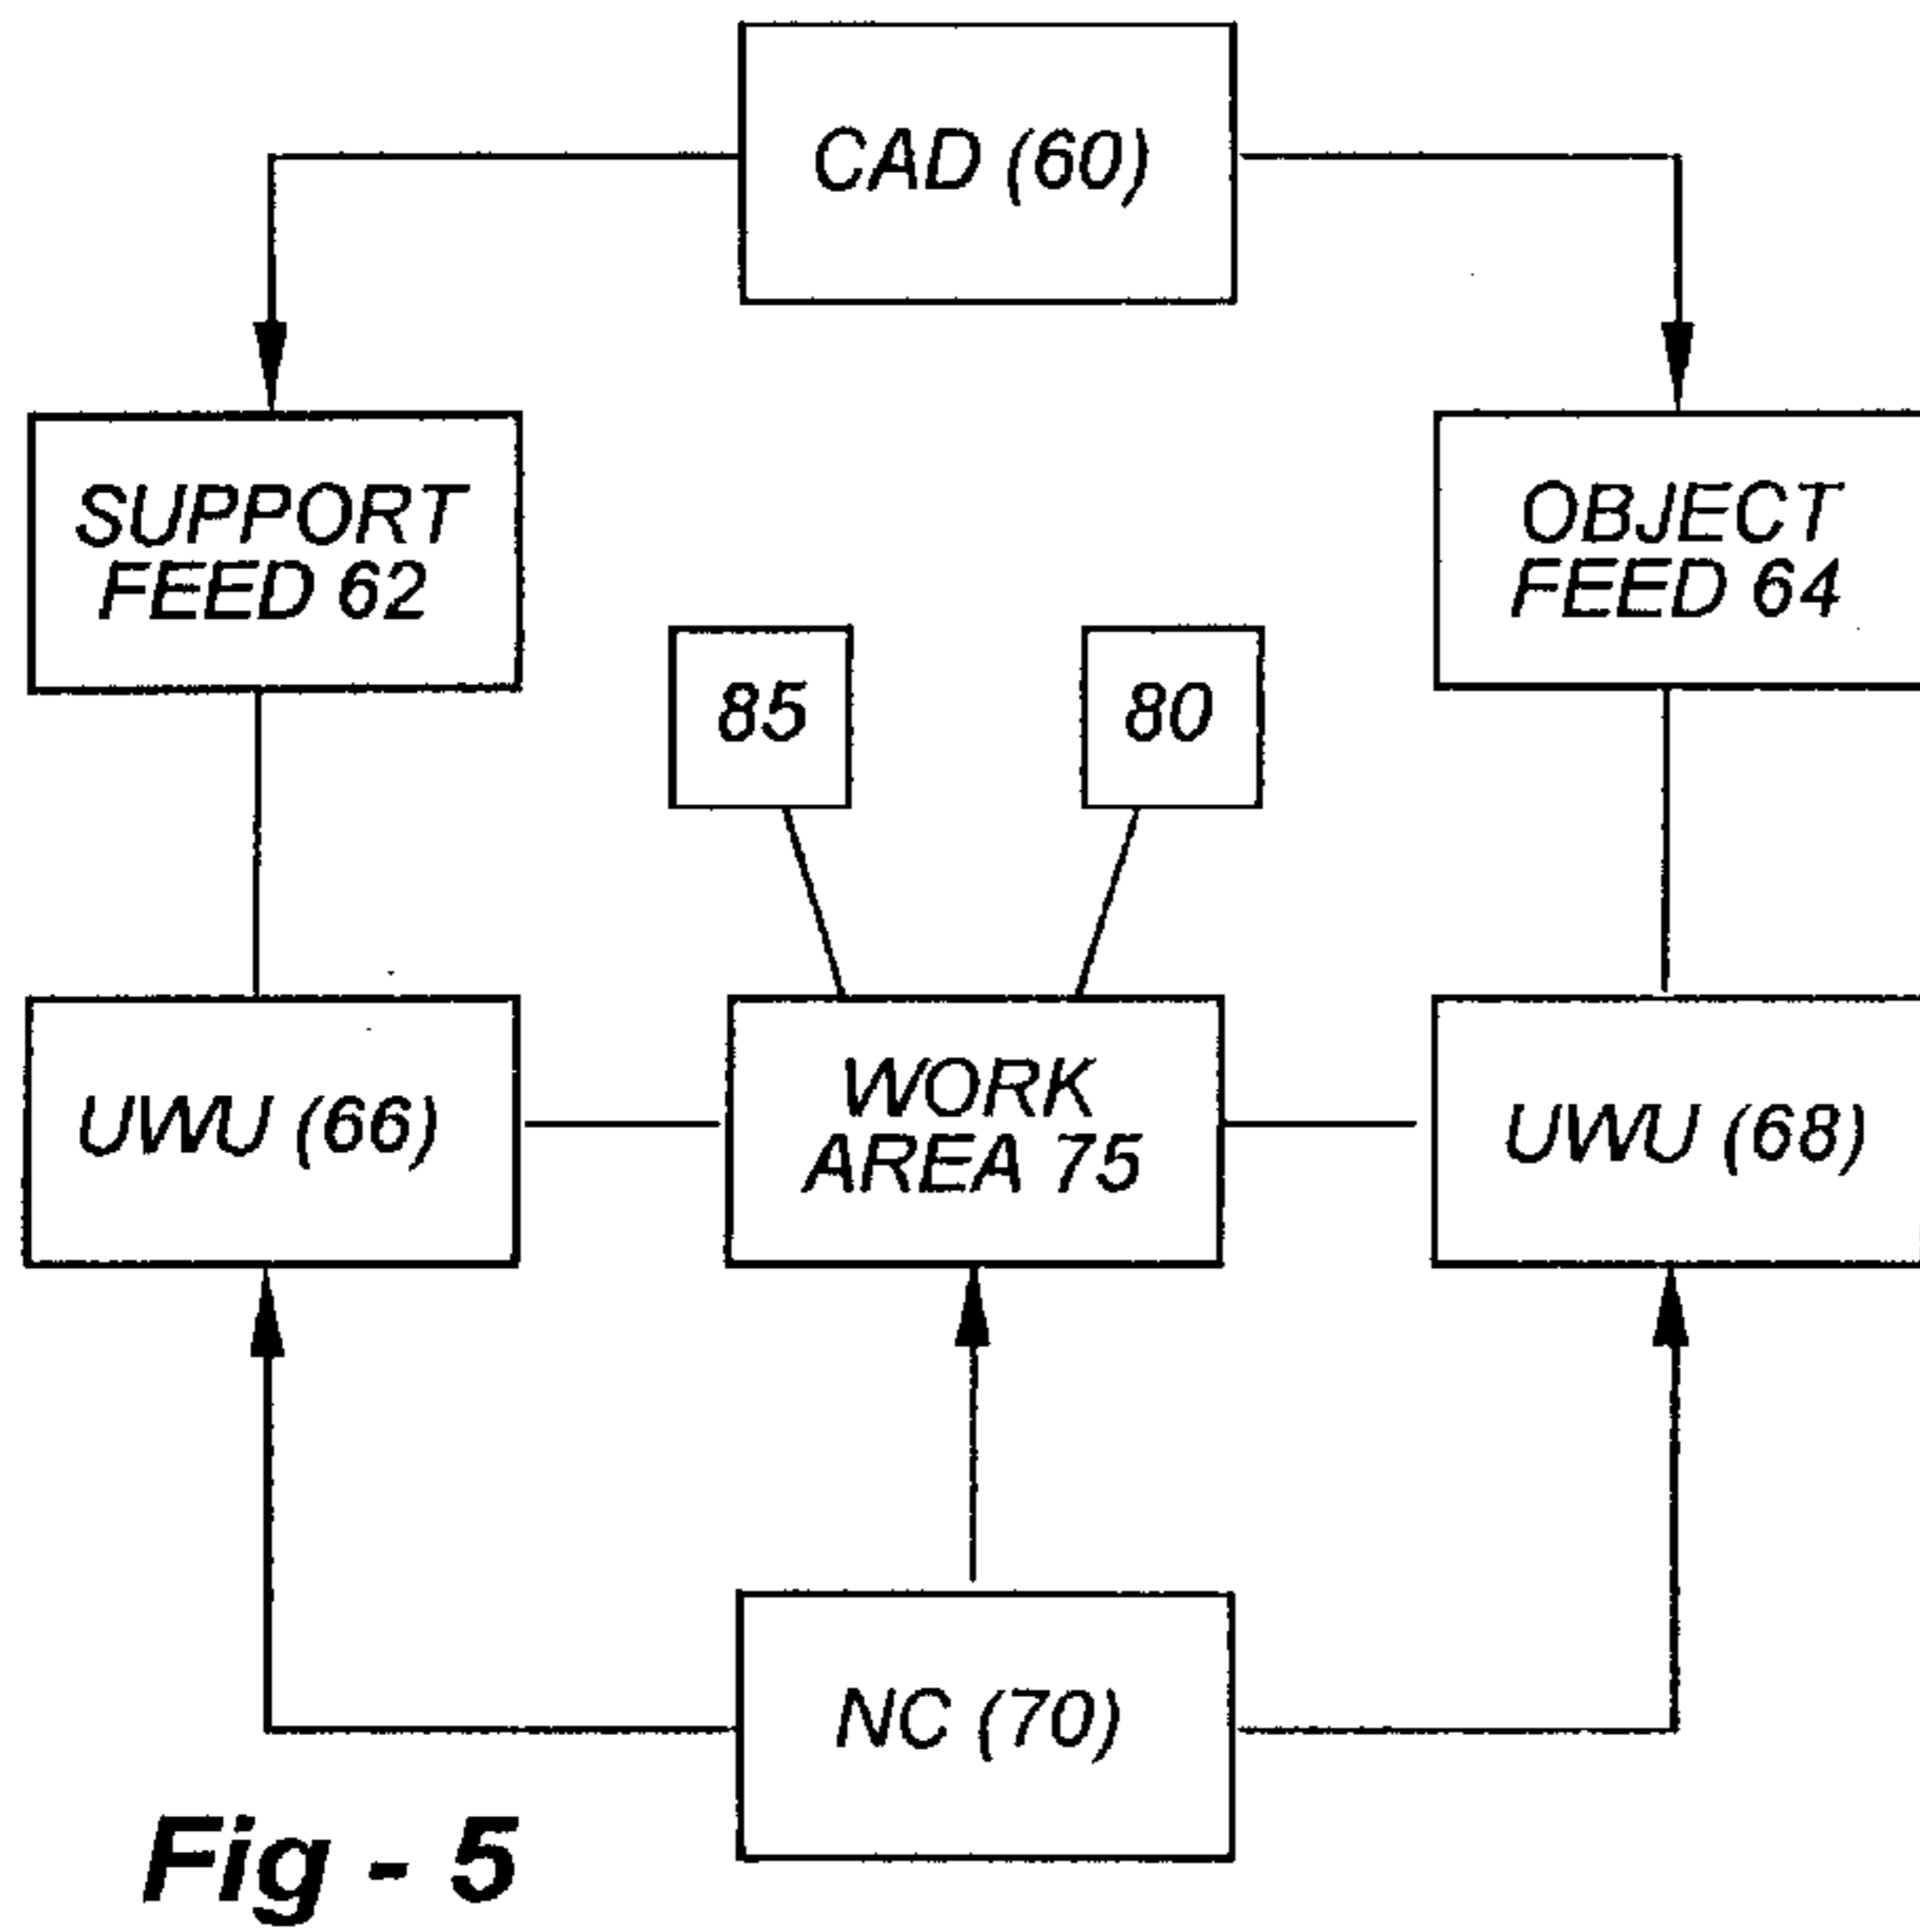 CAD (60)
SUPPORT
FEED 62
OBJECT
FEED 64
85
80
UWU (66)
WORK
AREA 75
UWU (68)
NC (70)
Fig - 5